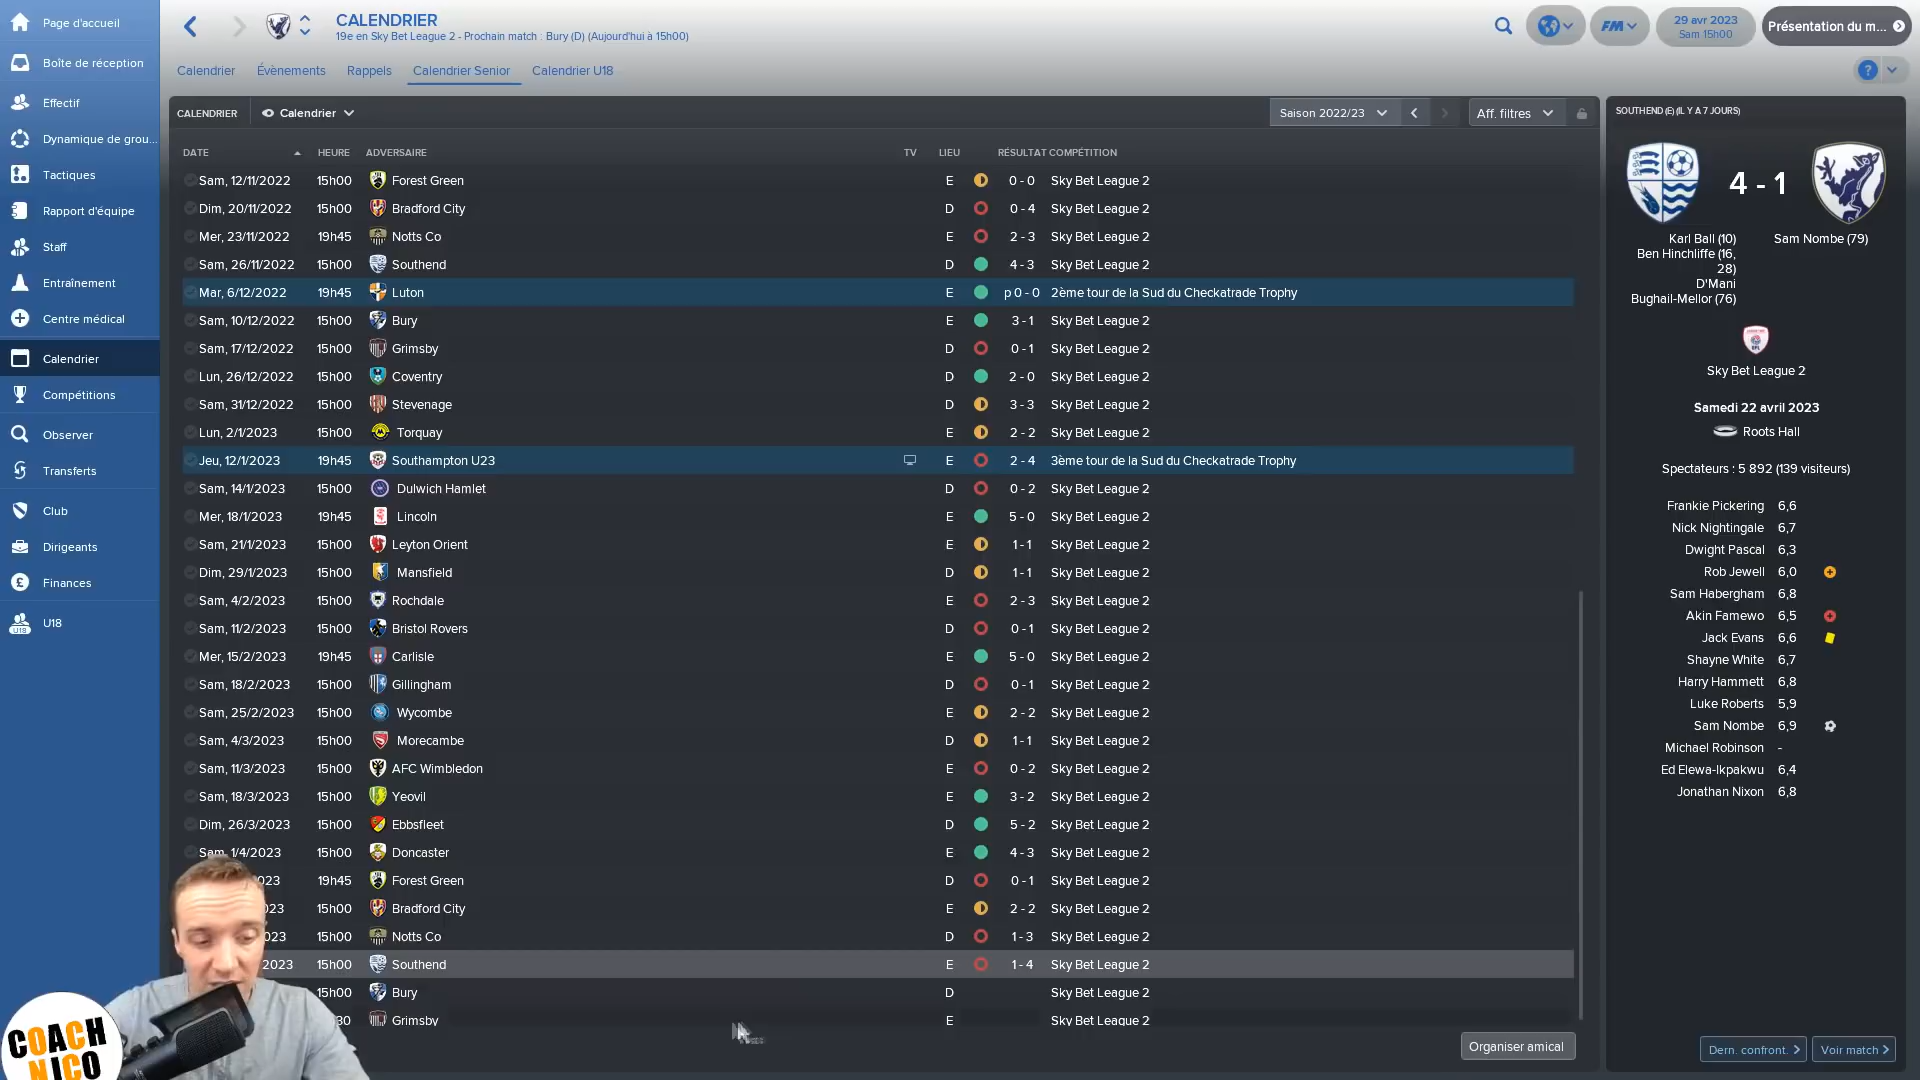 Page d'accueil
Boîte de réception
Effectif
Dynamique de grou...
Tactiques
Rapport d'équipe
Staff
Entraînement
Centre médical
Calendrier
Compétitions
Observer
Transferts
Club
Dirigeants
Finances
U18
CALENDRIER
19e en Sky Bet League 2 - Prochain match : Bury (D) (Aujourd'hui à 15h00)
FM
29 avr 2023
Sam 15h00
Présentation du m...
Calendrier Évènements Rappels Calendrier Senior Calendrier U18
?
CALENDRIER Calendrier Saison 2022/23 Aff. filtres
DATE HEURE ADVERSAIRE TV LIEU RÉSULTAT COMPÉTITION
Sam, 12/11/2022 15h00 Forest Green E 0 - 0 Sky Bet League 2
Dim, 20/11/2022 15h00 Bradford City D 0 - 4 Sky Bet League 2
Mer, 23/11/2022 19h45 Notts Co E 2 - 3 Sky Bet League 2
Sam, 26/11/2022 15h00 Southend D 4 - 3 Sky Bet League 2
Mar, 6/12/2022 19h45 Luton E p 0 - 0 2ème tour de la Sud du Checkatrade Trophy
Sam, 10/12/2022 15h00 Bury E 3 - 1 Sky Bet League 2
Sam, 17/12/2022 15h00 Grimsby D 0 - 1 Sky Bet League 2
Lun, 26/12/2022 15h00 Coventry D 2 - 0 Sky Bet League 2
Sam, 31/12/2022 15h00 Stevenage D 3 - 3 Sky Bet League 2
Lun, 2/1/2023 15h00 Torquay E 2 - 2 Sky Bet League 2
Jeu, 12/1/2023 19h45 Southampton U23 E 2 - 4 3ème tour de la Sud du Checkatrade Trophy
Sam, 14/1/2023 15h00 Dulwich Hamlet D 0 - 2 Sky Bet League 2
Mer, 18/1/2023 19h45 Lincoln E 5 - 0 Sky Bet League 2
Sam, 21/1/2023 15h00 Leyton Orient E 1 - 1 Sky Bet League 2
Dim, 29/1/2023 15h00 Mansfield D 1 - 1 Sky Bet League 2
Sam, 4/2/2023 15h00 Rochdale E 2 - 3 Sky Bet League 2
Sam, 11/2/2023 15h00 Bristol Rovers D 0 - 1 Sky Bet League 2
Mer, 15/2/2023 19h45 Carlisle E 5 - 0 Sky Bet League 2
Sam, 18/2/2023 15h00 Gillingham D 0 - 1 Sky Bet League 2
Sam, 25/2/2023 15h00 Wycombe E 2 - 2 Sky Bet League 2
Sam, 4/3/2023 15h00 Morecambe D 1 - 1 Sky Bet League 2
Sam, 11/3/2023 15h00 AFC Wimbledon E 0 - 2 Sky Bet League 2
Sam, 18/3/2023 15h00 Yeovil E 3 - 2 Sky Bet League 2
Dim, 26/3/2023 15h00 Ebbsfleet D 5 - 2 Sky Bet League 2
Sam, 1/4/2023 15h00 Doncaster E 4 - 3 Sky Bet League 2
023 19h45 Forest Green D 0 - 1 Sky Bet League 2
23 15h00 Bradford City E 2 - 2 Sky Bet League 2
023 15h00 Notts Co D 1 - 3 Sky Bet League 2
2023 15h00 Southend E 1 - 4 Sky Bet League 2
15h00 Bury D Sky Bet League 2
30 Grimsby E Sky Bet League 2
Organiser amical
SOUTHEND (E) (IL Y A 7 JOURS)
4 - 1
Karl Ball (10)
Ben Hinchliffe (16,
28)
D'Mani
Bughail-Mellor (76)
Sam Nombe (79)
EFL
Sky Bet League 2
Samedi 22 avril 2023
Roots Hall
Spectateurs : 5 892 (139 visiteurs)
Frankie Pickering 6,6
Nick Nightingale 6,7
Dwight Pascal 6,3
Rob Jewell 6,0
Sam Habergham 6,8
Akin Famewo 6,5
Jack Evans 6,6
Shayne White 6,7
Harry Hammett 6,8
Luke Roberts 5,9
Sam Nombe 6,9
Michael Robinson -
Ed Elewa-Ikpakwu 6,4
Jonathan Nixon 6,8
Dern. confront. Voir match
COACH
NICO